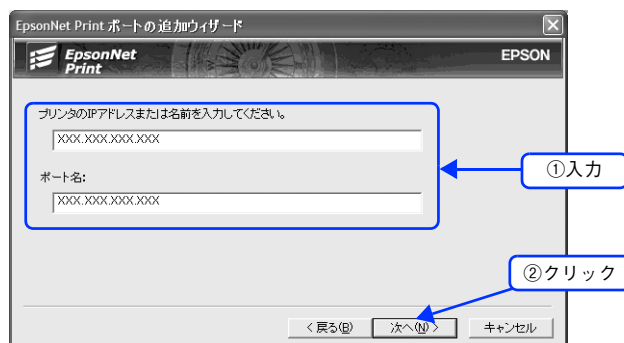 EpsonNet Print ポートの追加ウィザード
EpsonNet
Print
EPSON
プリンタのIPアドレスまたは名前を入力してください。
XXX.XXX.XXX.XXX
①入力
ポート名:
XXX.XXX.XXX.XXX
②クリック
< 戻る(B)
次へ(N) >
キャンセル